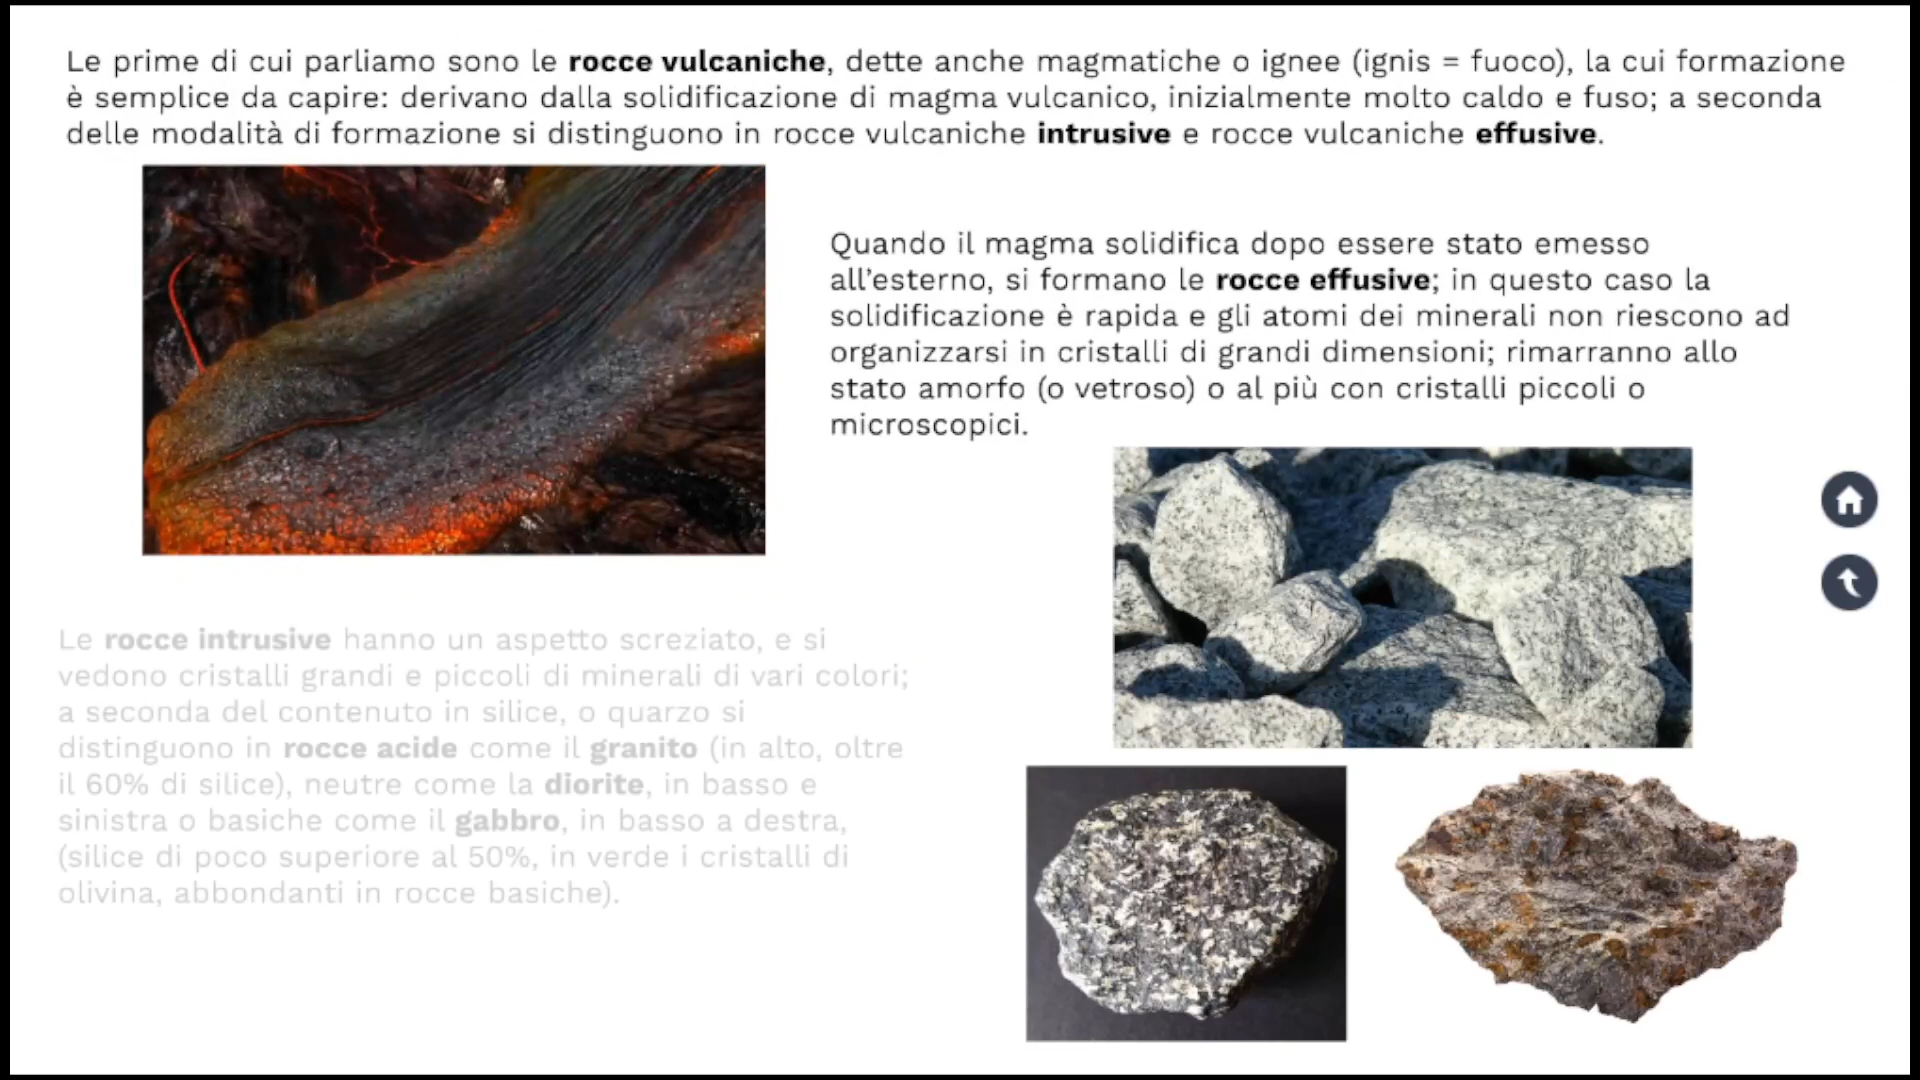 Le prime di cui parliamo sono le rocce vulcaniche, dette anche magmatiche o ignee (ignis = fuoco), la cui formazione
è semplice da capire: derivano dalla solidificazione di magma vulcanico, inizialmente molto caldo e fuso; a seconda
delle modalità di formazione si distinguono in rocce vulcaniche intrusive e rocce vulcaniche effusive.
Quando il magma solidifica dopo essere stato emesso
all'esterno, si formano le rocce effusive; in questo caso la
solidificazione è rapida e gli atomi dei minerali non riescono ad
organizzarsi in cristalli di grandi dimensioni; rimarranno allo
stato amorfo (o vetroso) o al più con cristalli piccoli o
microscopici.
Le rocce intrusive hanno un aspetto screziato, e si
vedono cristalli grandi e piccoli di minerali di vari colori;
a seconda del contenuto in silice, o quarzo si
distinguono in rocce acide come il granito (in alto, oltre
il 60% di silice), neutre come la diorite, in basso e
sinistra o basiche come il gabbro, in basso a destra,
(silice di poco superiore al 50%, in verde i cristalli di
olivina, abbondanti in rocce basiche).